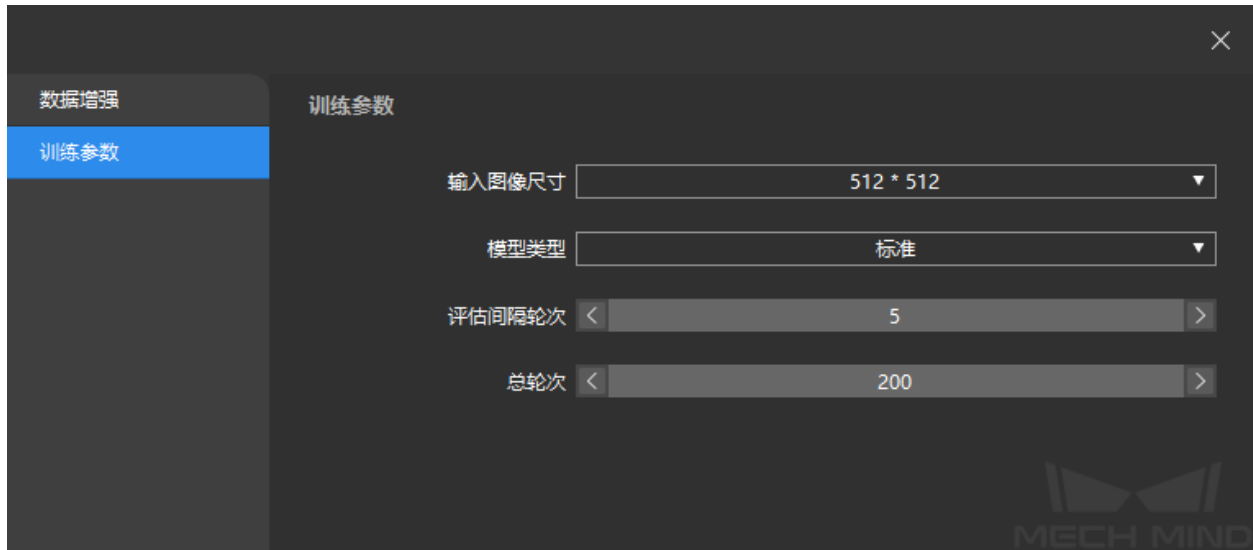 数据增强
训练参数
训练参数
输入图像尺寸 512 * 512
模型类型 标准
评估间隔轮次 5
总轮次 200
MECH MIND